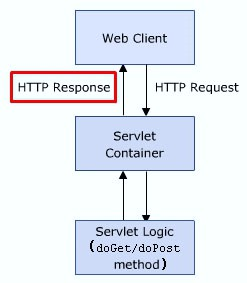 Web Client
HTTP Response
HTTP Request
Servlet
Container
Servlet Logic
(doGet/doPost
method)